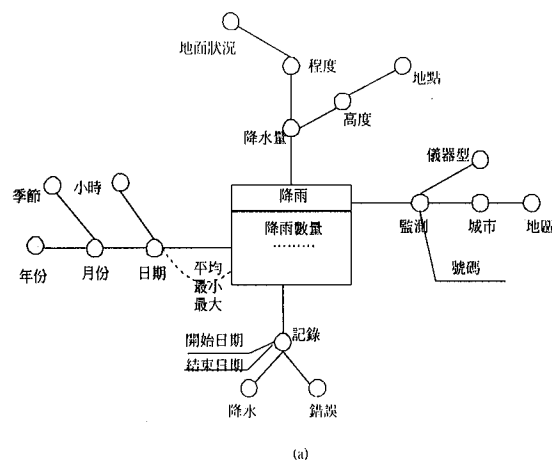 地面狀況
程度
地點
高度
降水量
儀器型
季節
小時
降雨
降雨數量
監測
城市
地區
年份
月份
日期
平均
最小
最大
號碼
開始日期
記錄
結束日期
降水
錯誤
(a)